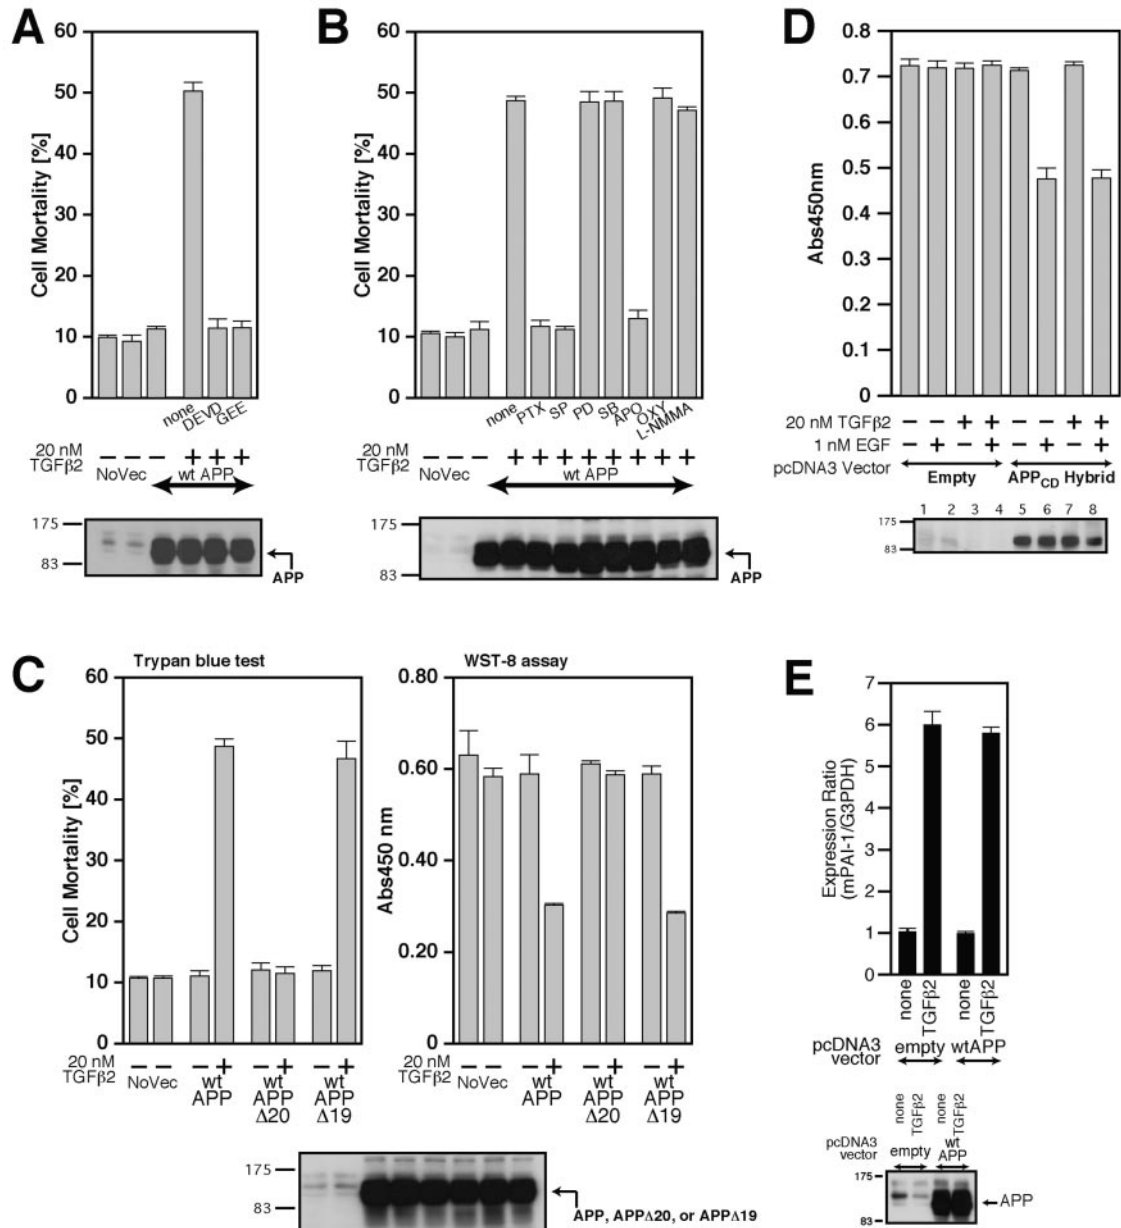 A
60
50
40
30
20
10
0
Cell Mortality [%]
none
DEVD
GEE
20 nM TGFβ2
− − − + + +
NoVec
wt APP
175
83
APP
B
60
50
40
30
20
10
0
Cell Mortality [%]
none
PTX
SP
PD
SB
APO
OXY
L-NMMA
20 nM TGFβ2
− − − + + + + + + + +
NoVec
wt APP
175
83
APP
D
0.8
0.7
0.6
0.5
0.4
0.3
0.2
0.1
0
Abs450nm
20 nM TGFβ2 − − + + − − + +
1 nM EGF − + − + − + − +
pcDNA3 Vector
Empty
APPCD Hybrid
1 2 3 4 5 6 7 8
175
83
C
Trypan blue test
60
50
40
30
20
10
0
Cell Mortality [%]
20 nM TGFβ2
− − − + − + − +
NoVec
wt APP
wt APP Δ20
wt APP Δ19
WST-8 assay
0.80
0.60
0.40
0.20
0
Abs450 nm
20 nM TGFβ2
− − − + − + − +
NoVec
wt APP
wt APP Δ20
wt APP Δ19
175
83
APP, APPΔ20, or APPΔ19
E
7
6
5
4
3
2
1
0
Expression Ratio
(mPAI-1/G3PDH)
none
TGFβ2
none
TGFβ2
pcDNA3 vector
empty
wtAPP
none
TGFβ2
none
TGFβ2
pcDNA3 vector
empty
wt APP
175
83
APP